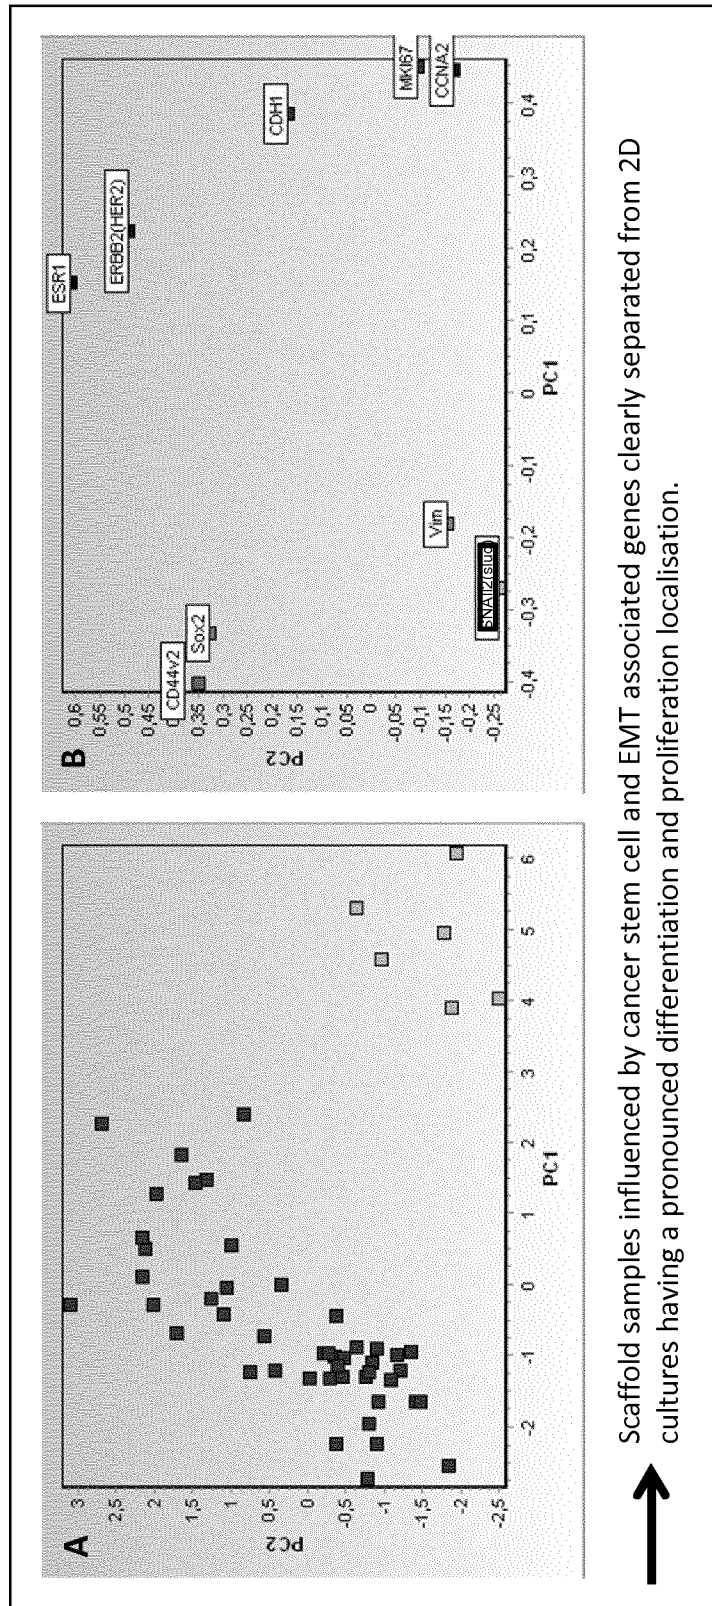 A
PC2
3
2,5
2
1,5
1
0,5
0
-0,5
-1
-1,5
-2
-2,5
-2
-1
0
1
2
3
4
5
6
PC1
B
PC2
0,6
0,55
0,5
0,45
0,35
0,3
0,25
0,2
0,15
0,1
0,05
0
-0,05
-0,1
-0,15
-0,2
-0,25
-0,4
-0,3
-0,2
-0,1
0
0,1
0,2
0,3
0,4
PC1
ESR1
ERBB2(HER2)
CD44v2
Sox2
CDH1
MKI67
CCNA2
Vim
SNAI2(slug)
Scaffold samples influenced by cancer stem cell and EMT associated genes clearly separated from 2D
cultures having a pronounced differentiation and proliferation localisation.